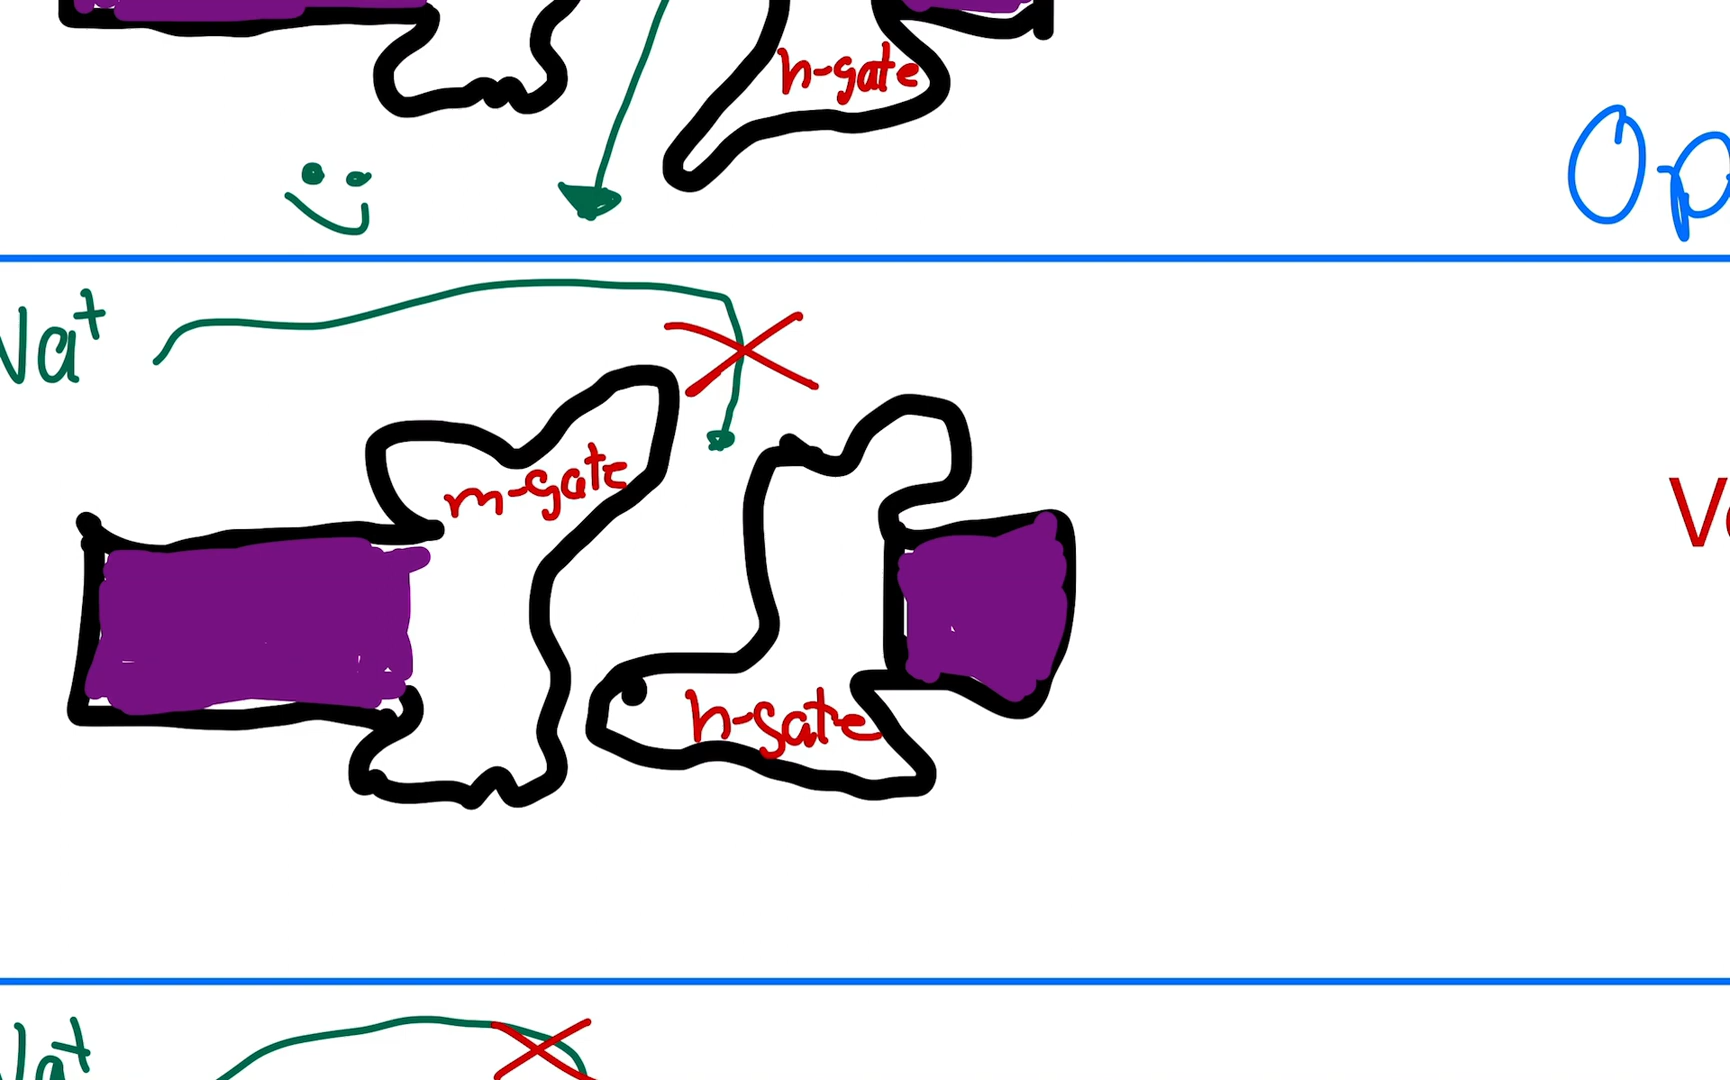 h-gate
Op
Na+
m-gate
h-gate
Na+